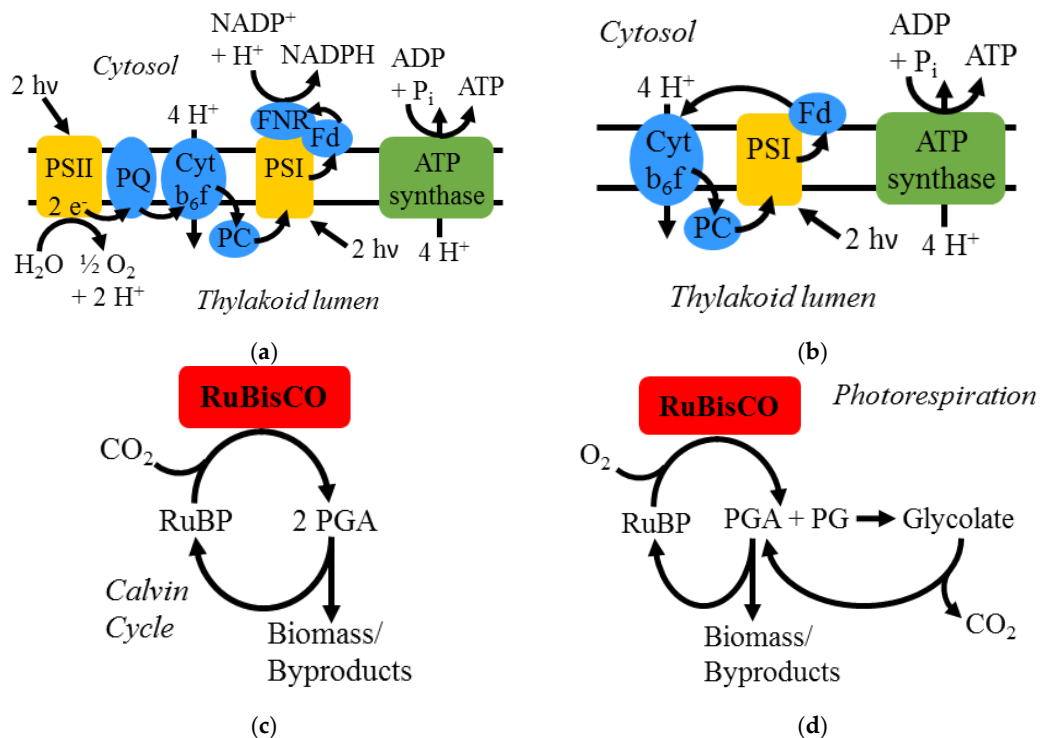 NADP⁺
+ H⁺
NADPH
ADP
+ Pᵢ
ATP
Cytosol
2 hν
4 H⁺
FNR
Fd
PSII
PQ
Cyt
b₆f
PSI
ATP
synthase
2 e⁻
PC
2 hν
4 H⁺
H₂O
½ O₂
+ 2 H⁺
Thylakoid lumen
(a)
Cytosol
ADP
+ Pᵢ
ATP
4 H⁺
Fd
Cyt
b₆f
PSI
ATP
synthase
PC
2 hν
4 H⁺
Thylakoid lumen
(b)
RuBisCO
CO₂
RuBP
2 PGA
Calvin
Cycle
Biomass/
Byproducts
(c)
RuBisCO
Photorespiration
O₂
RuBP
PGA + PG
Glycolate
CO₂
Biomass/
Byproducts
(d)